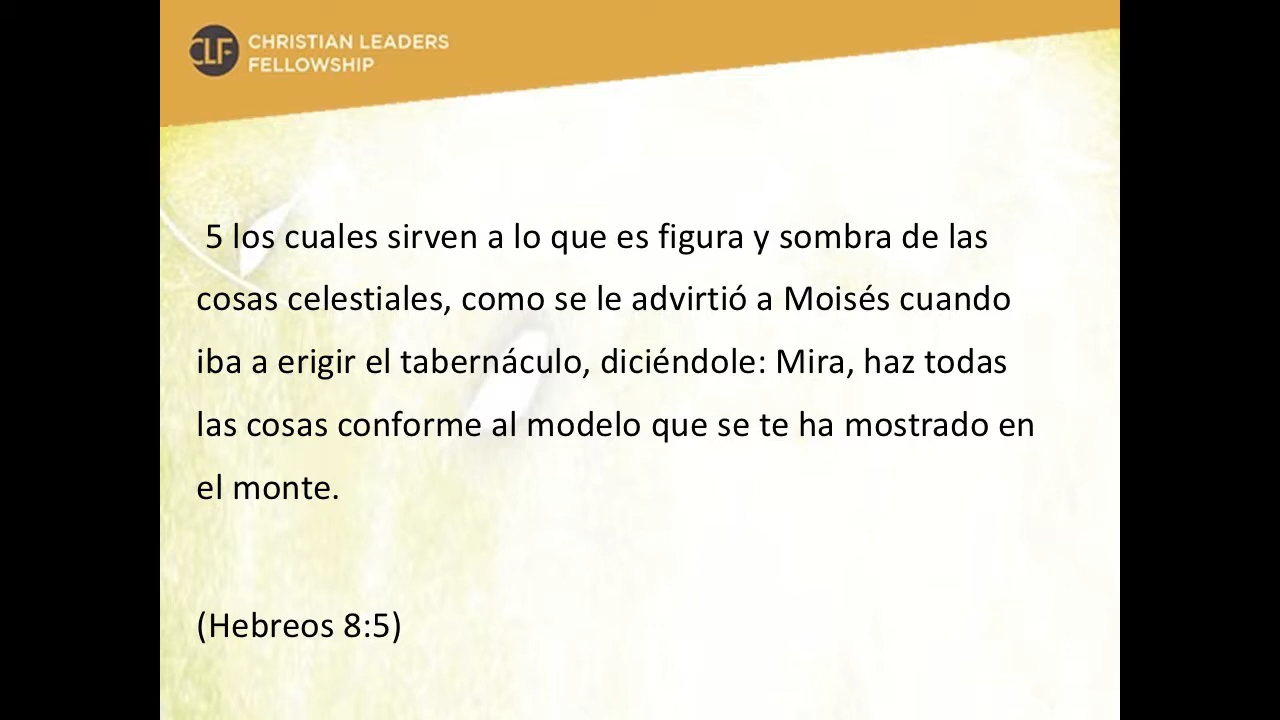 CLF
CHRISTIAN LEADERS
FELLOWSHIP
5 los cuales sirven a lo que es figura y sombra de las
cosas celestiales, como se le advirtió a Moisés cuando
iba a erigir el tabernáculo, diciéndole: Mira, haz todas
las cosas conforme al modelo que se te ha mostrado en
el monte.
(Hebreos 8:5)